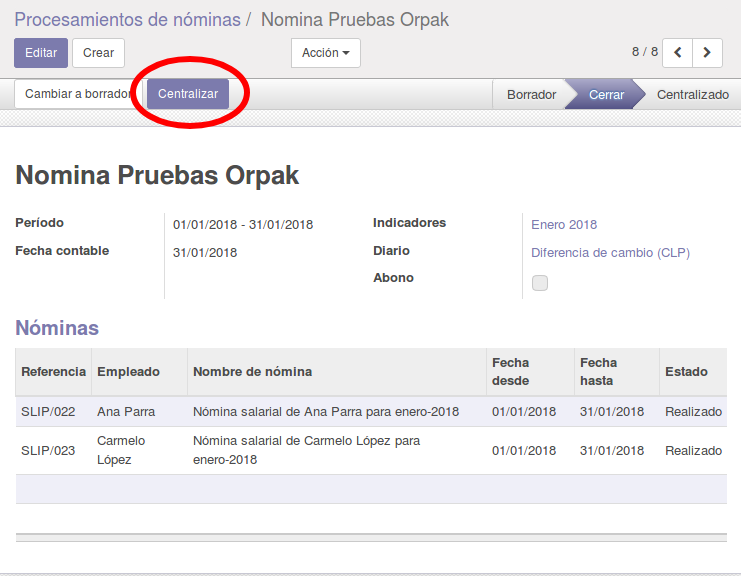 Procesamientos de nóminas / Nomina Pruebas Orpak
Editar Crear Acción 8 / 8
Cambiar a borrador Centralizar Borrador Cerrar Centralizado
Nomina Pruebas Orpak
Período 01/01/2018 - 31/01/2018 Indicadores Enero 2018
Fecha contable 31/01/2018 Diario Diferencia de cambio (CLP)
Abono
Nóminas
Referencia Empleado Nombre de nómina Fecha desde Fecha hasta Estado
SLIP/022 Ana Parra Nómina salarial de Ana Parra para enero-2018 01/01/2018 31/01/2018 Realizado
SLIP/023 Carmelo López Nómina salarial de Carmelo López para enero-2018 01/01/2018 31/01/2018 Realizado